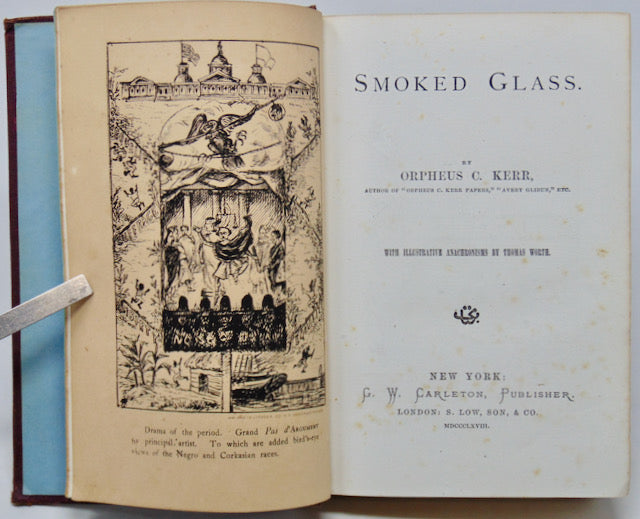 Drama of the period. Grand Pas d'Argument
by principal artist. To which are added bird's-eye
views of the Negro and Corkasian races.
SMOKED GLASS.
BY
ORPHEUS C. KERR,
AUTHOR OF "ORPHEUS C. KERR PAPERS," "AVERY GLIBUN," ETC.
WITH ILLUSTRATIVE ANACHRONISMS BY THOMAS WORTH.
NEW YORK:
G. W. CARLETON, PUBLISHER.
LONDON: S. LOW, SON, & CO.
MDCCCLXVIII.